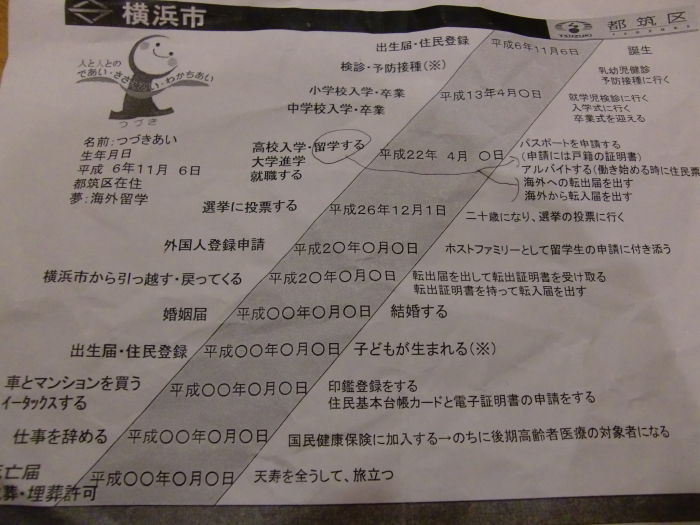 横浜市
都筑区
TSUZUKI
人と人との
であい・ささ い・わかちあい
つづき
名前:つづきあい
生年月日
平成 6年11月 6日
都筑区在住
夢:海外留学
出生届・住民登録 平成6年11月6日 誕生
検診・予防接種(※) 乳幼児健診
予防接種に行く
小学校入学・卒業
中学校入学・卒業 平成13年4月〇日 就学児検診に行く
入学式に行く
卒業式を迎える
高校入学・留学する
大学進学
就職する 平成22年 4月 〇日 パスポートを申請する
(申請には戸籍の証明書)
アルバイトする(働き始める時に住民票
海外への転出届を出す
海外から転入届を出す
選挙に投票する 平成26年12月1日 二十歳になり、選挙の投票に行く
外国人登録申請 平成2〇年〇月〇日 ホストファミリーとして留学生の申請に付き添う
横浜市から引っ越す・戻ってくる 平成2〇年〇月〇日 転出届を出して転出証明書を受け取る
転出証明書を持って転入届を出す
婚姻届 平成〇〇年〇月〇日 結婚する
出生届・住民登録 平成〇〇年〇月〇日 子どもが生まれる(※)
車とマンションを買う
イータックスする 平成〇〇年〇月〇日 印鑑登録をする
住民基本台帳カードと電子証明書の申請をする
仕事を辞める 平成〇〇年〇月〇日 国民健康保険に加入する→のちに後期高齢者医療の対象者になる
死亡届
葬・埋葬許可 平成〇〇年〇月〇日 天寿を全うして、旅立つ